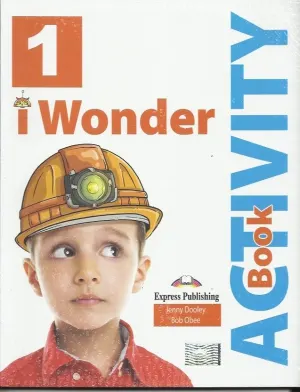 1
i Wonder
ACTIVITY
Book
Express Publishing
Jenny Dooley
Bob Obee